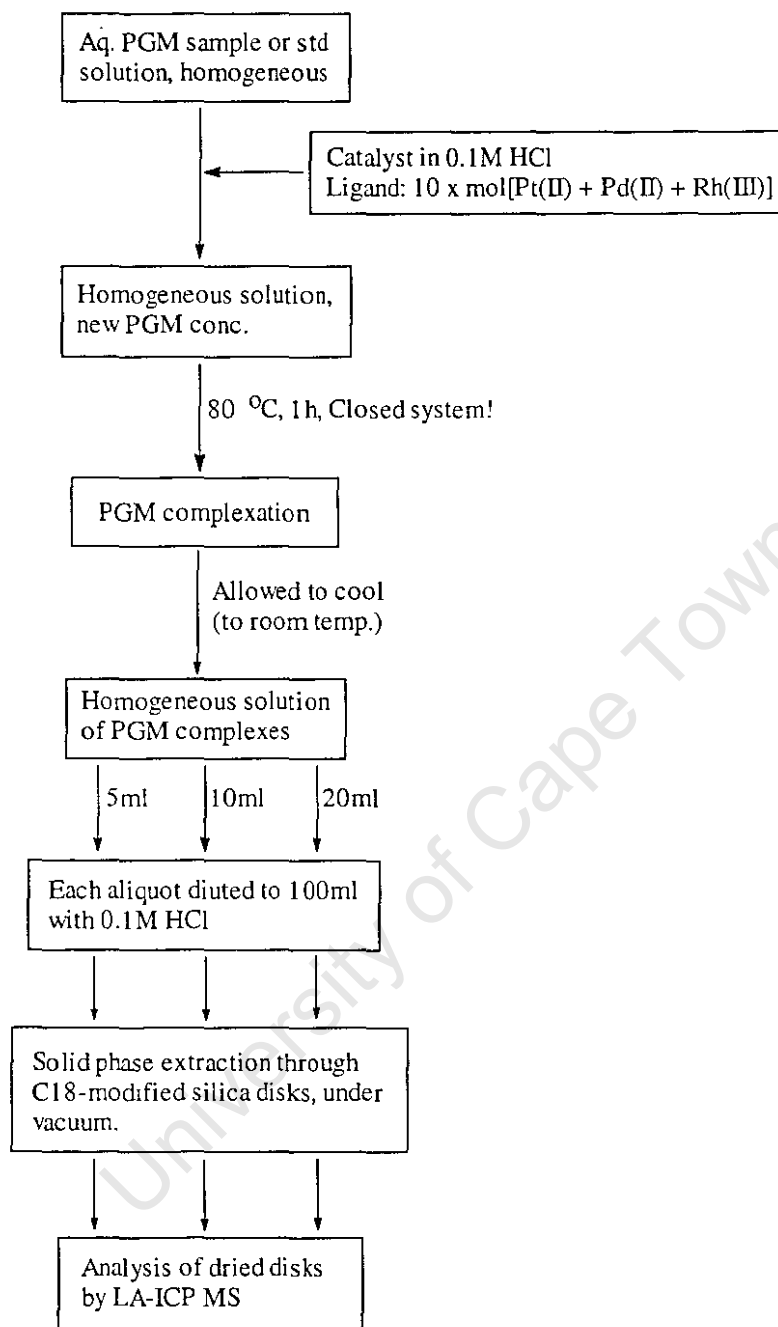 Aq. PGM sample or std
solution, homogeneous
Catalyst in 0.1M HCl
Ligand: 10 x mol[Pt(II) + Pd(II) + Rh(III)]
Homogeneous solution,
new PGM conc.
80 °C, 1h, Closed system!
PGM complexation
Allowed to cool
(to room temp.)
Homogeneous solution
of PGM complexes
5ml 10ml 20ml
Each aliquot diuted to 100ml
with 0.1M HCl
Solid phase extraction through
C18-modified silica disks, under
vacuum.
Analysis of dried disks
by LA-ICP MS
University of Cape Town